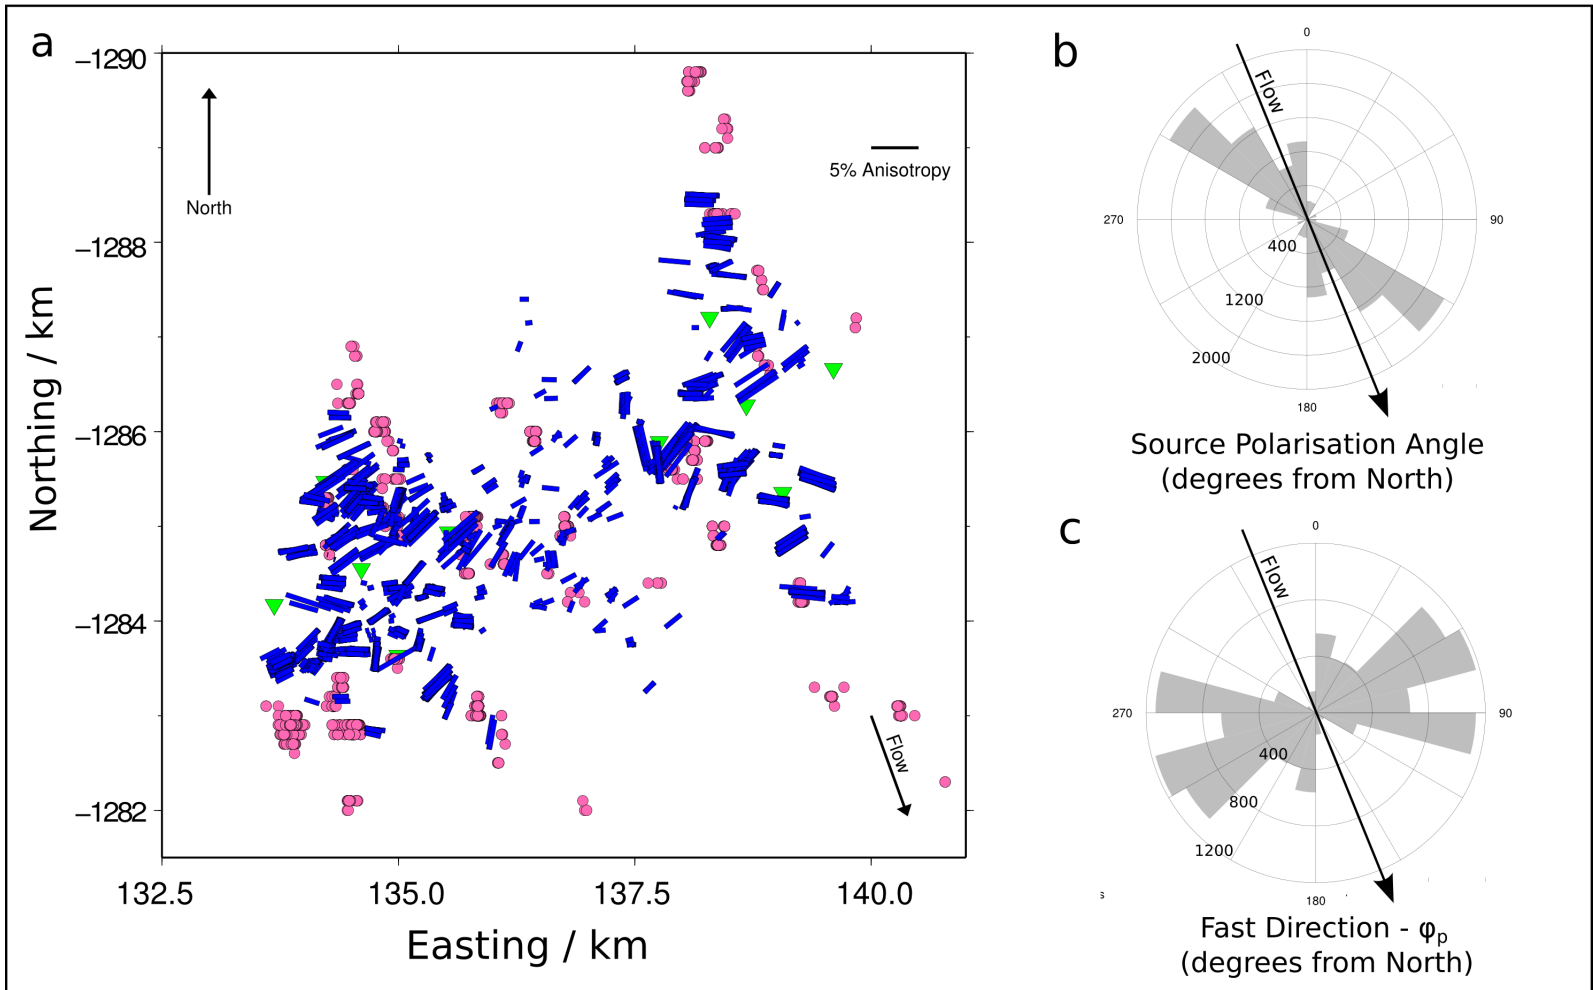 a
−1290
−1288
−1286
−1284
−1282
Northing / km
North
5% Anisotropy
Flow
132.5
135.0
137.5
140.0
Easting / km
b
0
Flow
270
90
400
1200
2000
180
Source Polarisation Angle
(degrees from North)
c
0
Flow
270
90
400
800
1200
180
s
Fast Direction - φp
(degrees from North)